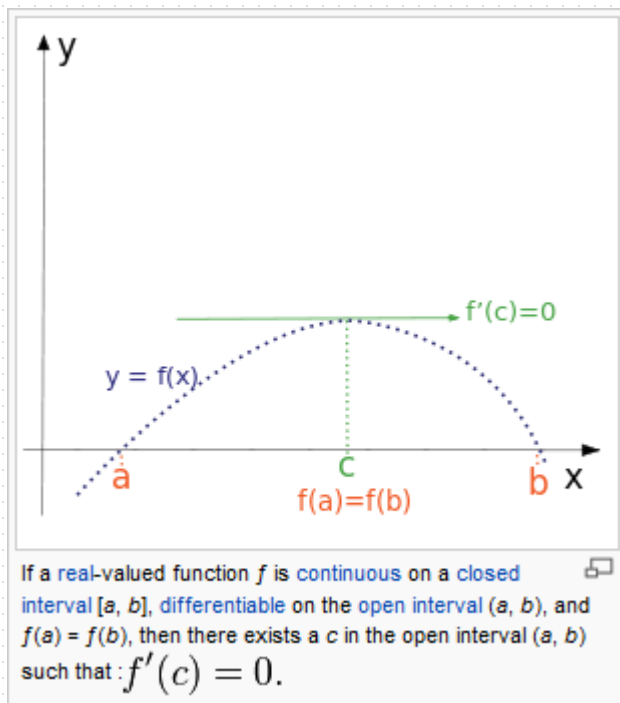 y
f'(c)=0
y = f(x)
a
c
b
x
f(a)=f(b)
If a real-valued function ƒ is continuous on a closed
interval [a, b], differentiable on the open interval (a, b), and
ƒ(a) = ƒ(b), then there exists a c in the open interval (a, b)
such that : f′(c) = 0.